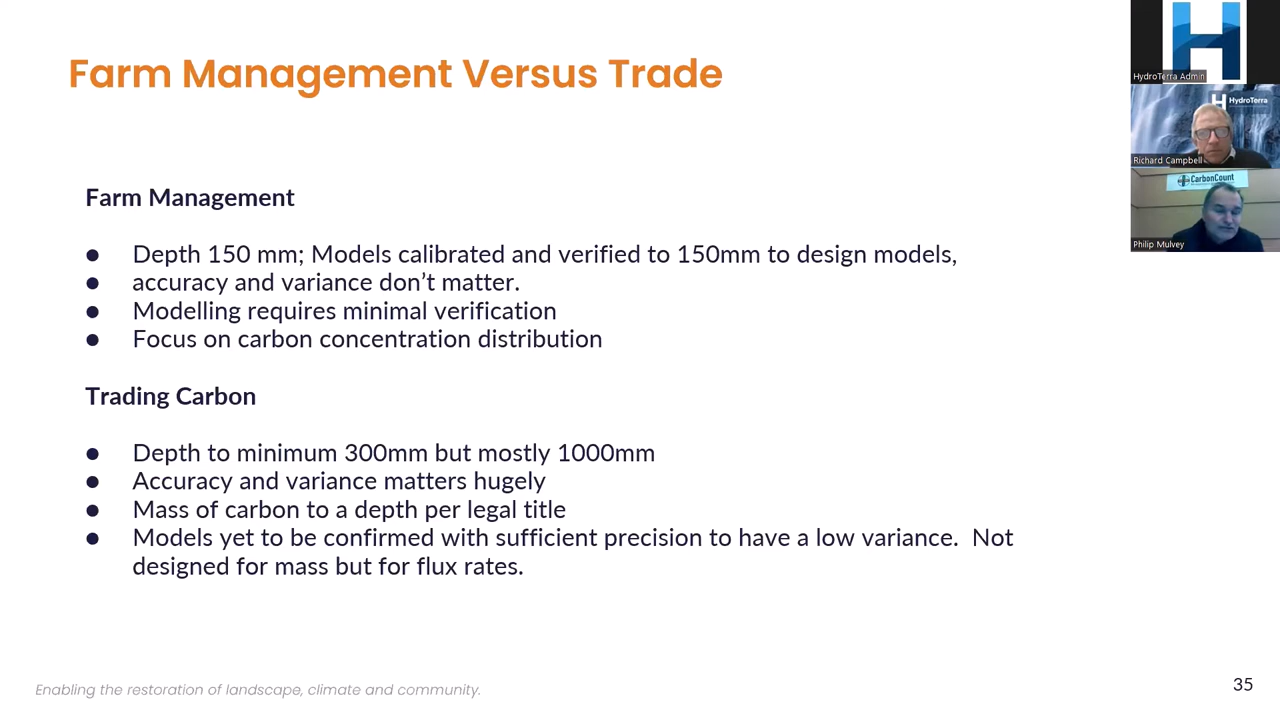 Farm Management Versus Trade
HydroTerra Admin
HydroTerra
Richard Campbell
CarbonCount
Philip Mulvey
Farm Management
● Depth 150 mm; Models calibrated and verified to 150mm to design models,
● accuracy and variance don’t matter.
● Modelling requires minimal verification
● Focus on carbon concentration distribution
Trading Carbon
● Depth to minimum 300mm but mostly 1000mm
● Accuracy and variance matters hugely
● Mass of carbon to a depth per legal title
● Models yet to be confirmed with sufficient precision to have a low variance.  Not
designed for mass but for flux rates.
Enabling the restoration of landscape, climate and community.
35